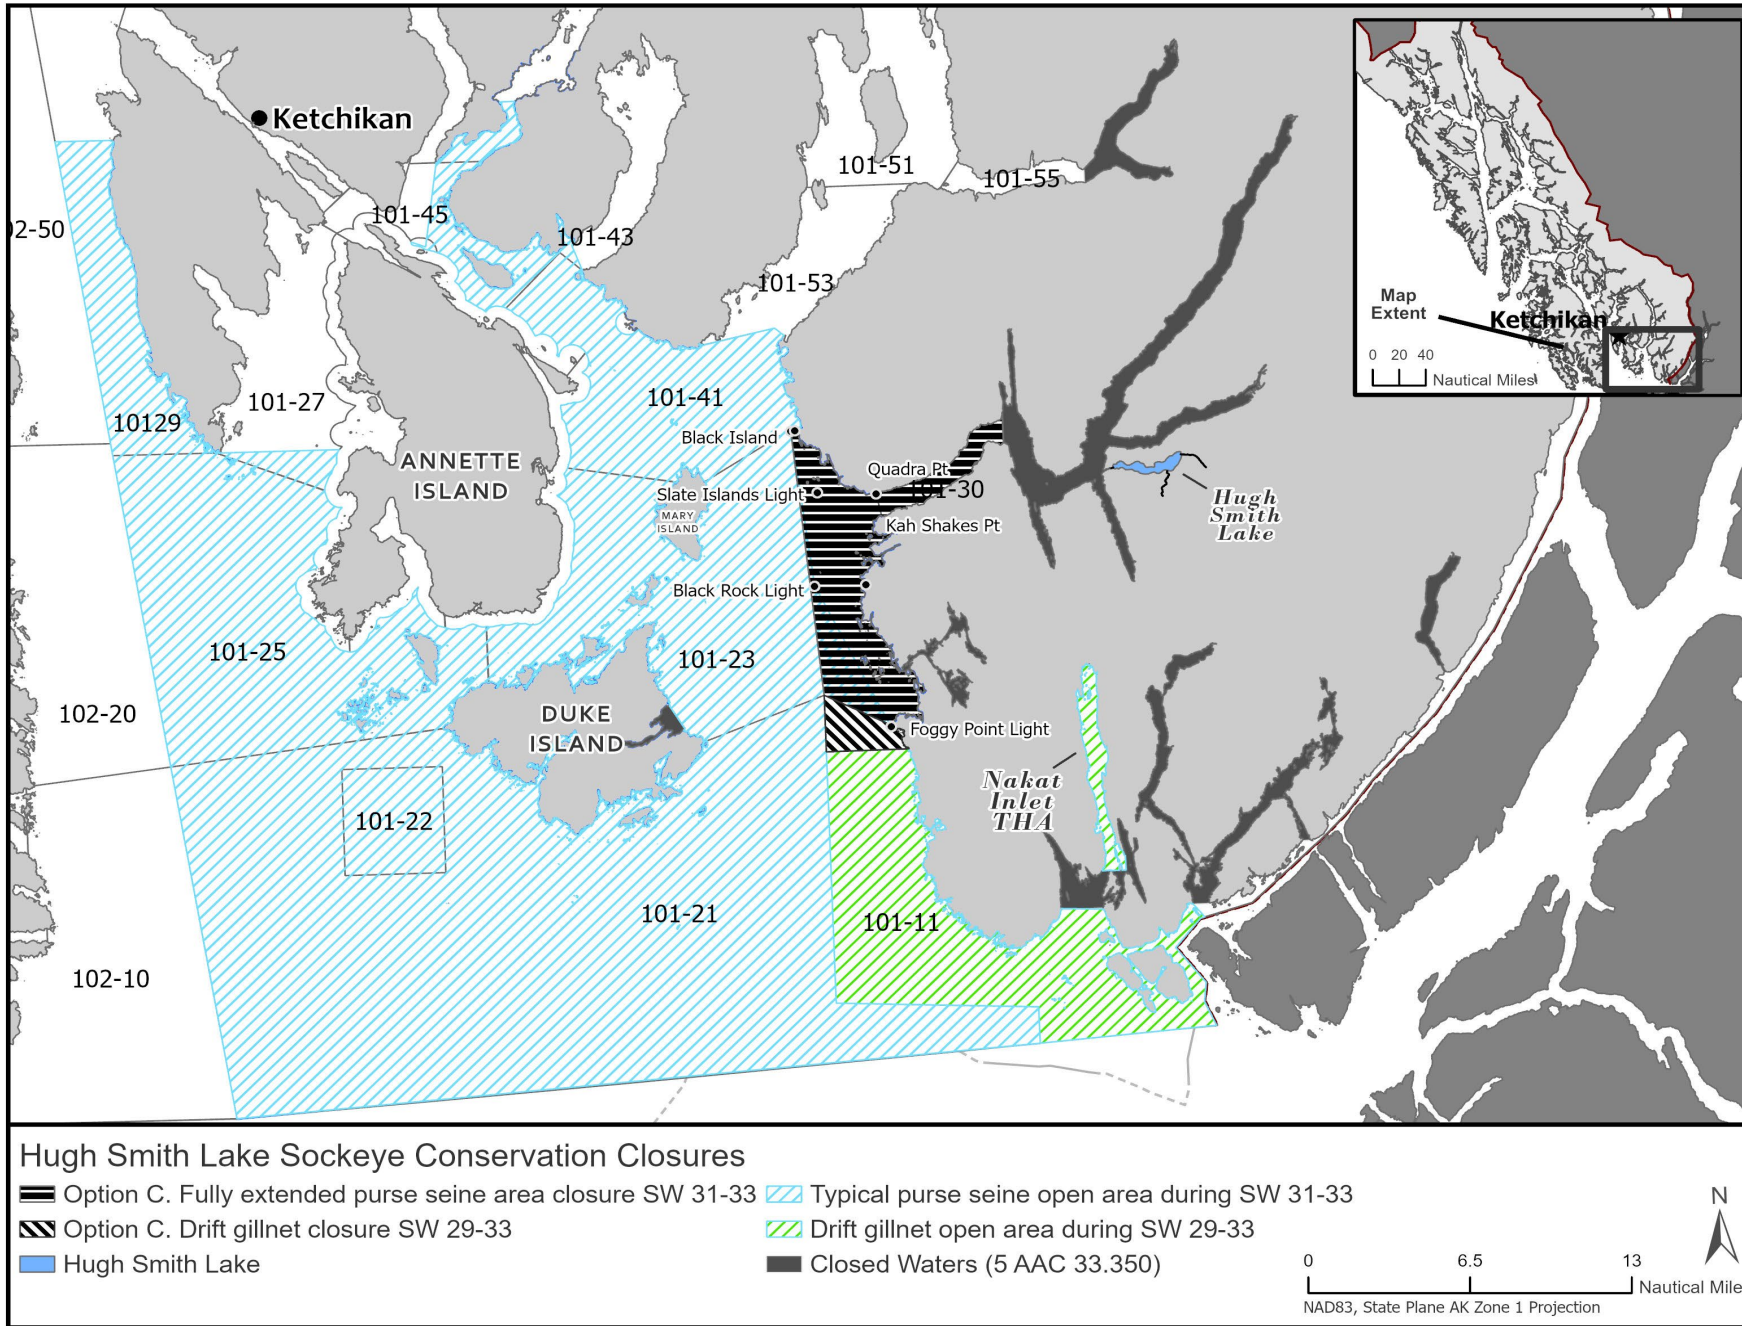 Ketchikan
101-51
101-55
101-45
2-50
101-43
101-53
Map
Extent
Ketchikan
0 20 40
Nautical Miles
101-27
101-41
10129
Black Island
ANNETTE
ISLAND
Quadra Pt
101-30
Slate Islands Light
MARY
ISLAND
Kah Shakes Pt
Hugh
Smith
Lake
Black Rock Light
101-25
101-23
102-20
DUKE
ISLAND
Foggy Point Light
Nakat
Inlet
THA
101-22
101-21
101-11
102-10
Hugh Smith Lake Sockeye Conservation Closures
Option C. Fully extended purse seine area closure SW 31-33
Typical purse seine open area during SW 31-33
Option C. Drift gillnet closure SW 29-33
Drift gillnet open area during SW 29-33
Hugh Smith Lake
Closed Waters (5 AAC 33.350)
N
0 6.5 13
Nautical Mile
NAD83, State Plane AK Zone 1 Projection